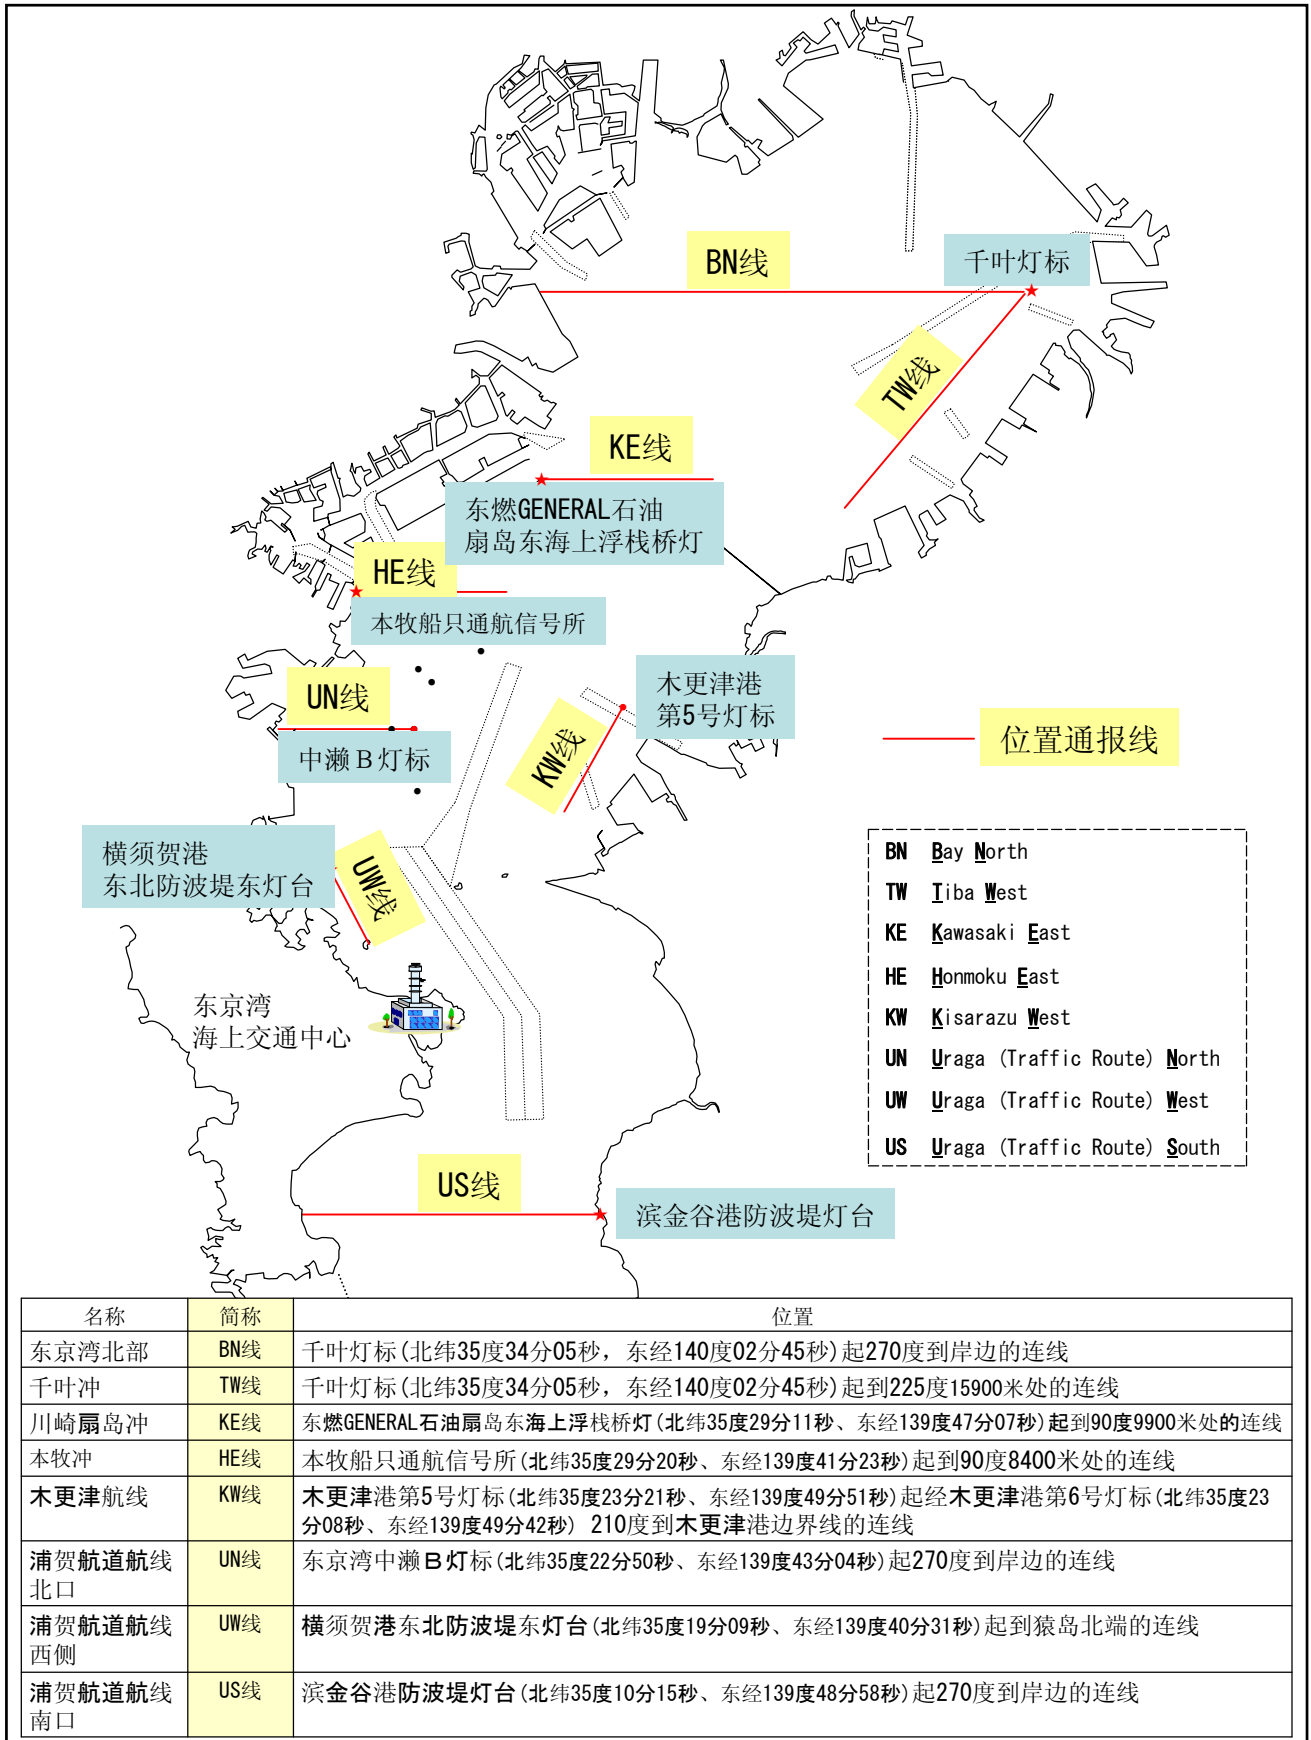 BN线
千叶灯标
TW线
KE线
东燃GENERAL石油
扇岛东海上浮栈桥灯
HE线
本牧船只通航信号所
UN线
中濑B灯标
木更津港
第5号灯标
KW线
位置通报线
横须贺港
东北防波堤东灯台
UW线
BN Bay North
TW Tiba West
KE Kawasaki East
HE Honmoku East
KW Kisarazu West
UN Uraga (Traffic Route) North
UW Uraga (Traffic Route) West
US Uraga (Traffic Route) South
东京湾
海上交通中心
US线
滨金谷港防波堤灯台
名称 简称 位置
东京湾北部 BN线 千叶灯标(北纬35度34分05秒，东经140度02分45秒)起270度到岸边的连线
千叶冲 TW线 千叶灯标(北纬35度34分05秒，东经140度02分45秒)起到225度15900米处的连线
川崎扇岛冲 KE线 东燃GENERAL石油扇岛东海上浮栈桥灯(北纬35度29分11秒、东经139度47分07秒)起到90度9900米处的连线
本牧冲 HE线 本牧船只通航信号所(北纬35度29分20秒、东经139度41分23秒)起到90度8400米处的连线
木更津航线 KW线 木更津港第5号灯标(北纬35度23分21秒、东经139度49分51秒)起经木更津港第6号灯标(北纬35度23
分08秒、东经139度49分42秒) 210度到木更津港边界线的连线
浦贺航道航线 UN线 东京湾中濑B灯标(北纬35度22分50秒、东经139度43分04秒)起270度到岸边的连线
北口
浦贺航道航线 UW线 横须贺港东北防波堤东灯台(北纬35度19分09秒、东经139度40分31秒)起到猿岛北端的连线
西侧
浦贺航道航线 US线 滨金谷港防波堤灯台(北纬35度10分15秒、东经139度48分58秒)起270度到岸边的连线
南口